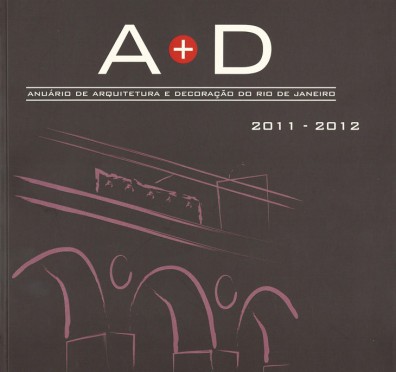 A+D
ANUÁRIO DE ARQUITETURA E DECORAÇÃO DO RIO DE JANEIRO
2011 - 2012